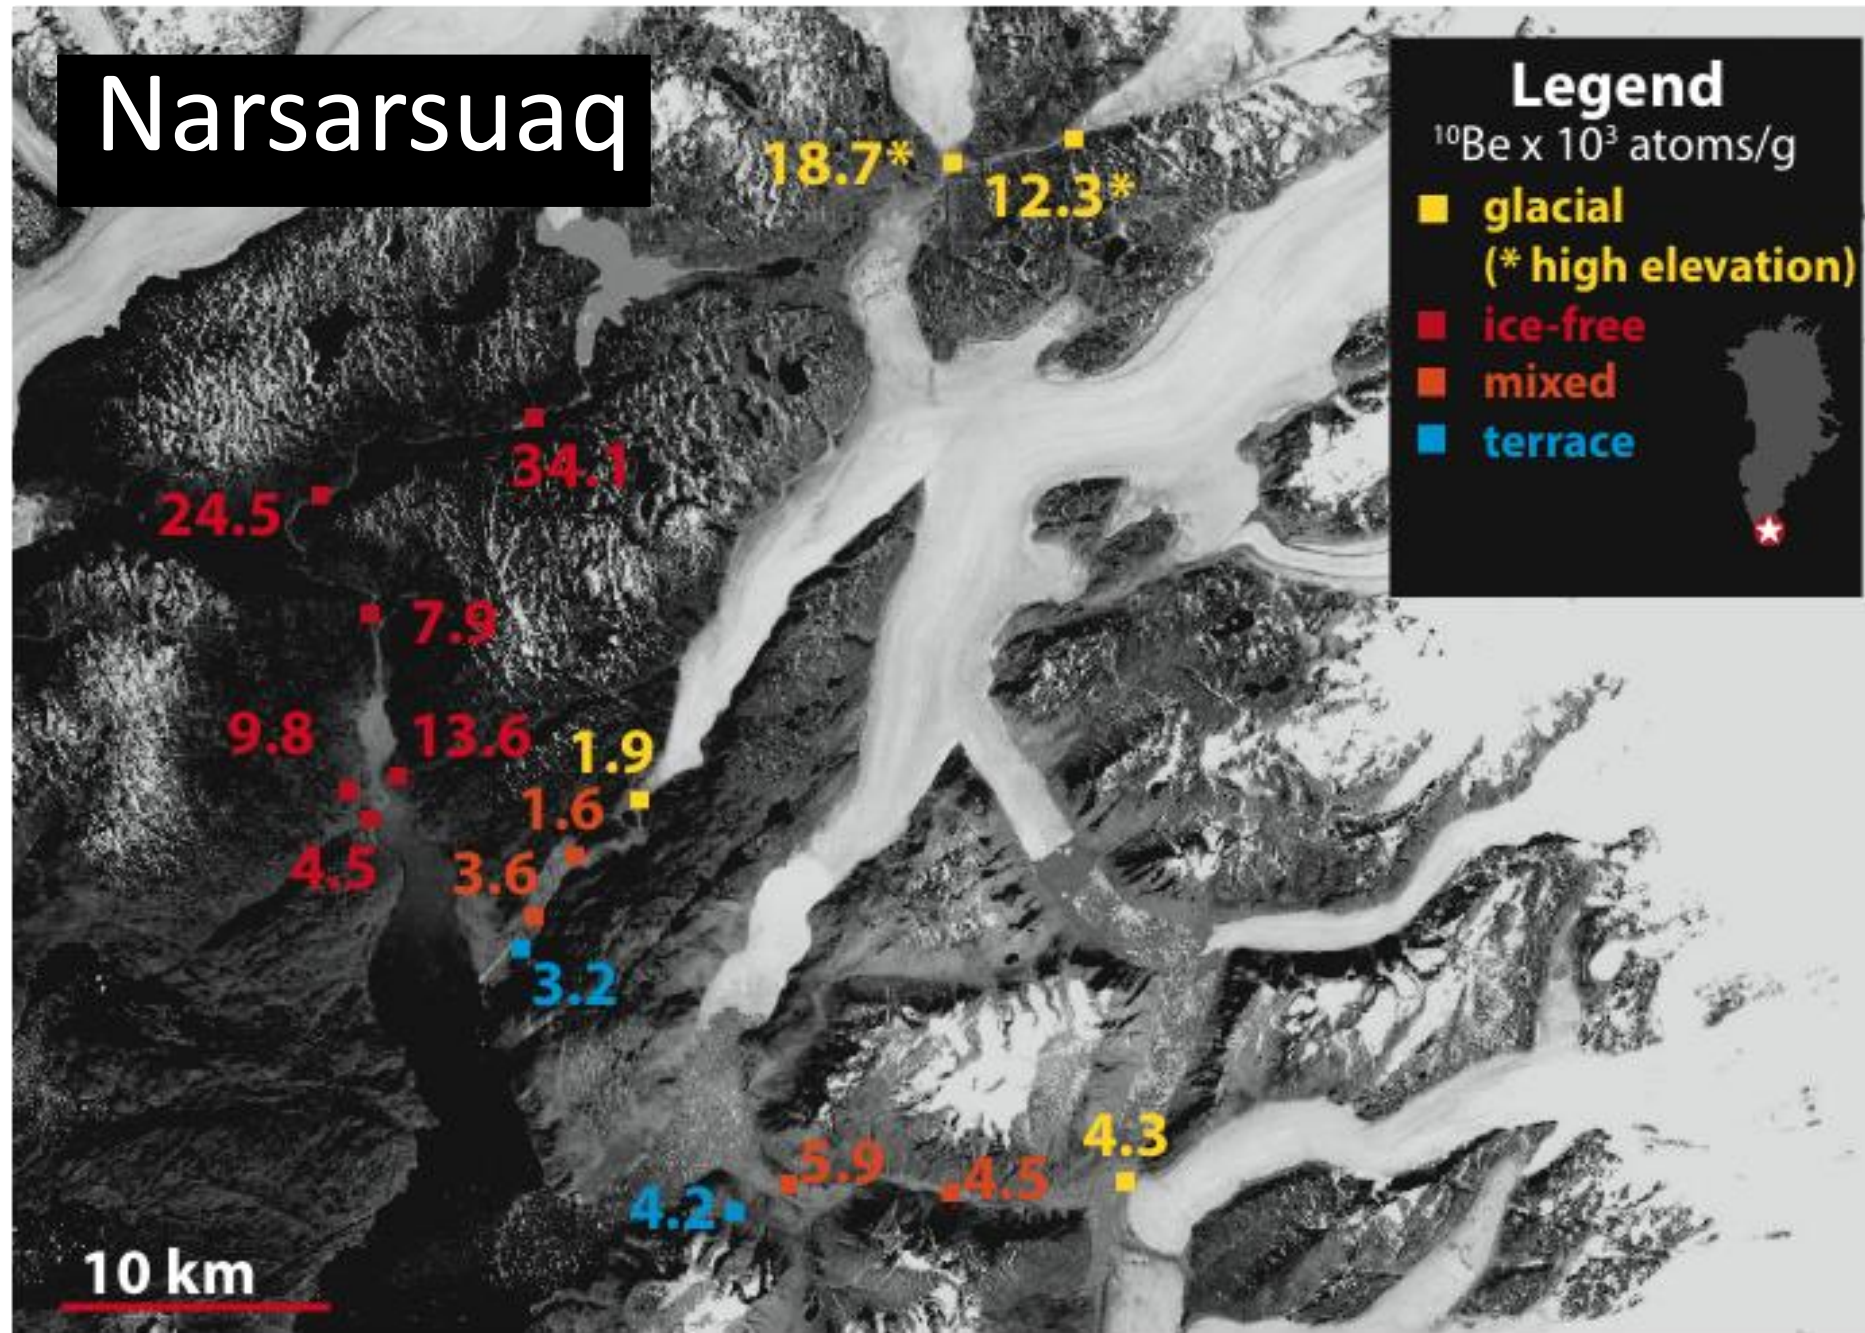 Narsarsuaq
Legend
¹⁰Be x 10³ atoms/g
glacial
(* high elevation)
ice-free
mixed
terrace
18.7*
12.3*
34.1
24.5
7.9
9.8
13.6
1.9
1.6
4.5
3.6
3.2
4.3
5.9
4.5
4.2
10 km